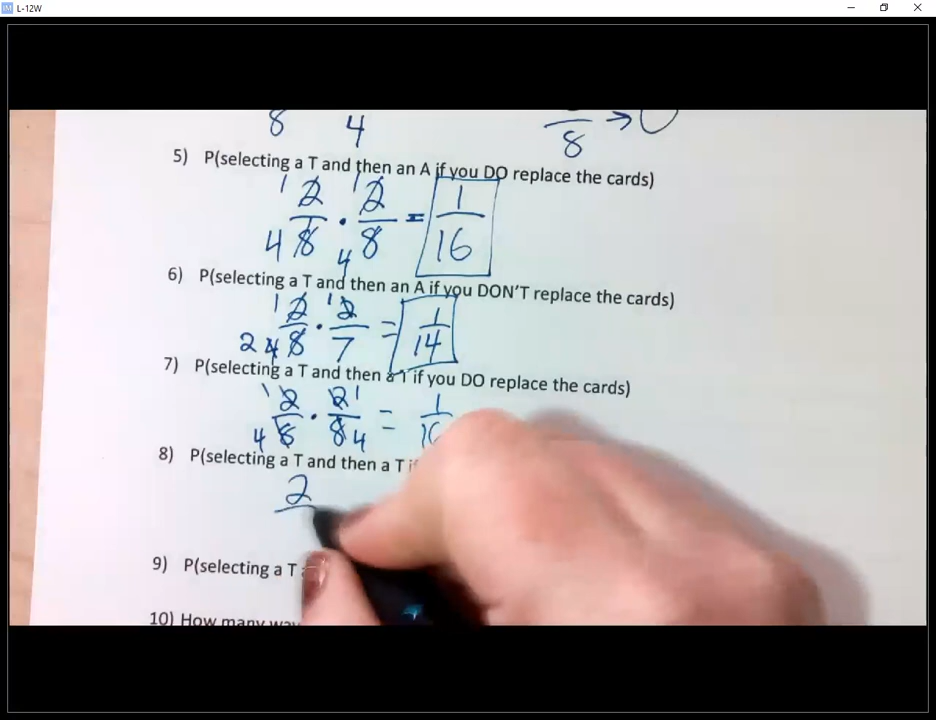 L-12W
8 4 8 →
5) P(selecting a T and then an A if you DO replace the cards)
1 2 1 2 1
4 8 · 4 8 = 16
6) P(selecting a T and then an A if you DON'T replace the cards)
1 2 1 2 1
2 4 8 · 7 = 14
7) P(selecting a T and then a T if you DO replace the cards)
1 2 2 1 1
4 8 · 8 4 =
8) P(selecting a T and then a T
2
9) P(selecting a T
10) How many